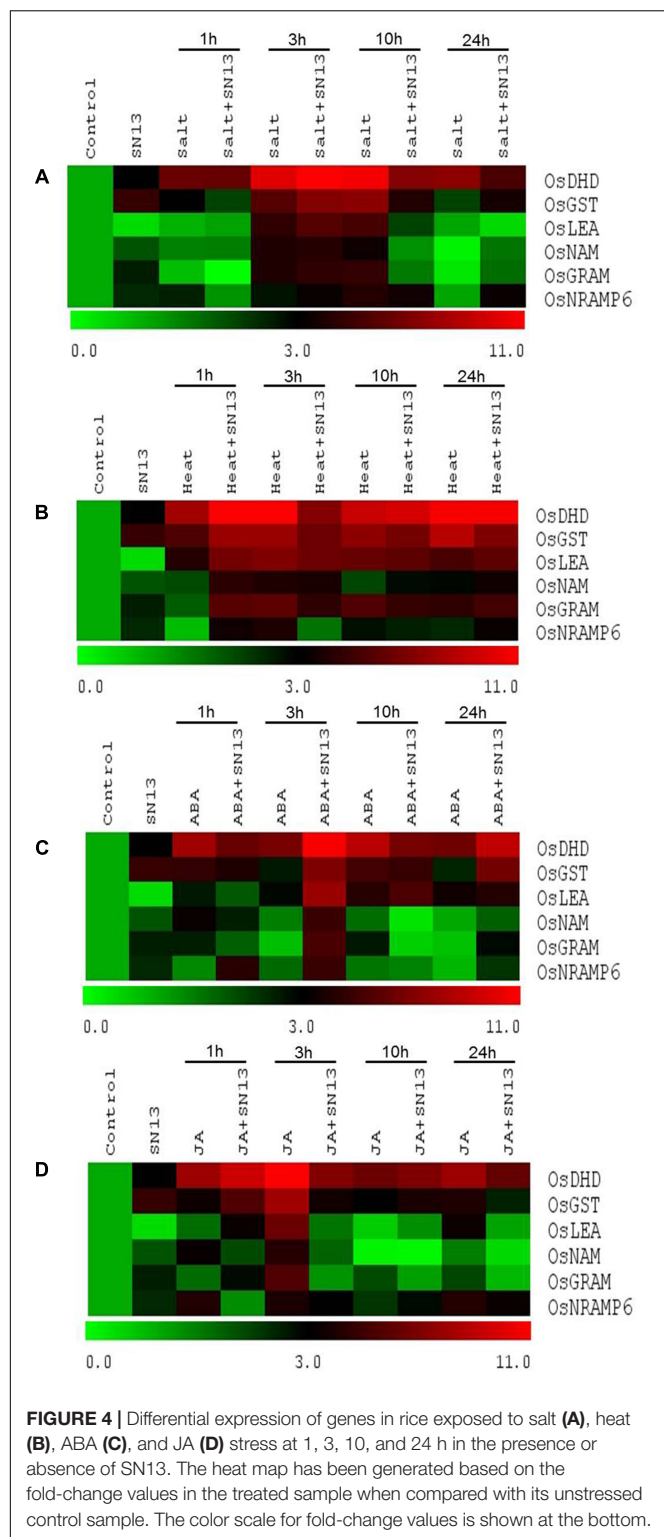 1h 3h 10h 24h
Control SN13 Salt Salt+SN13 Salt Salt+SN13 Salt Salt+SN13 Salt Salt+SN13
A
OsDHD
OsGST
OsLEA
OsNAM
OsGRAM
OsNRAMP6
0.0 3.0 11.0
1h 3h 10h 24h
Control SN13 Heat Heat+SN13 Heat Heat+SN13 Heat Heat+SN13 Heat Heat+SN13
B
OsDHD
OsGST
OsLEA
OsNAM
OsGRAM
OsNRAMP6
0.0 3.0 11.0
1h 3h 10h 24h
Control SN13 ABA ABA+SN13 ABA ABA+SN13 ABA ABA+SN13 ABA ABA+SN13
C
OsDHD
OsGST
OsLEA
OsNAM
OsGRAM
OsNRAMP6
0.0 3.0 11.0
1h 3h 10h 24h
Control SN13 JA JA+SN13 JA JA+SN13 JA JA+SN13 JA JA+SN13
D
OsDHD
OsGST
OsLEA
OsNAM
OsGRAM
OsNRAMP6
0.0 3.0 11.0
FIGURE 4 | Differential expression of genes in rice exposed to salt (A), heat
(B), ABA (C), and JA (D) stress at 1, 3, 10, and 24 h in the presence or
absence of SN13. The heat map has been generated based on the
fold-change values in the treated sample when compared with its unstressed
control sample. The color scale for fold-change values is shown at the bottom.